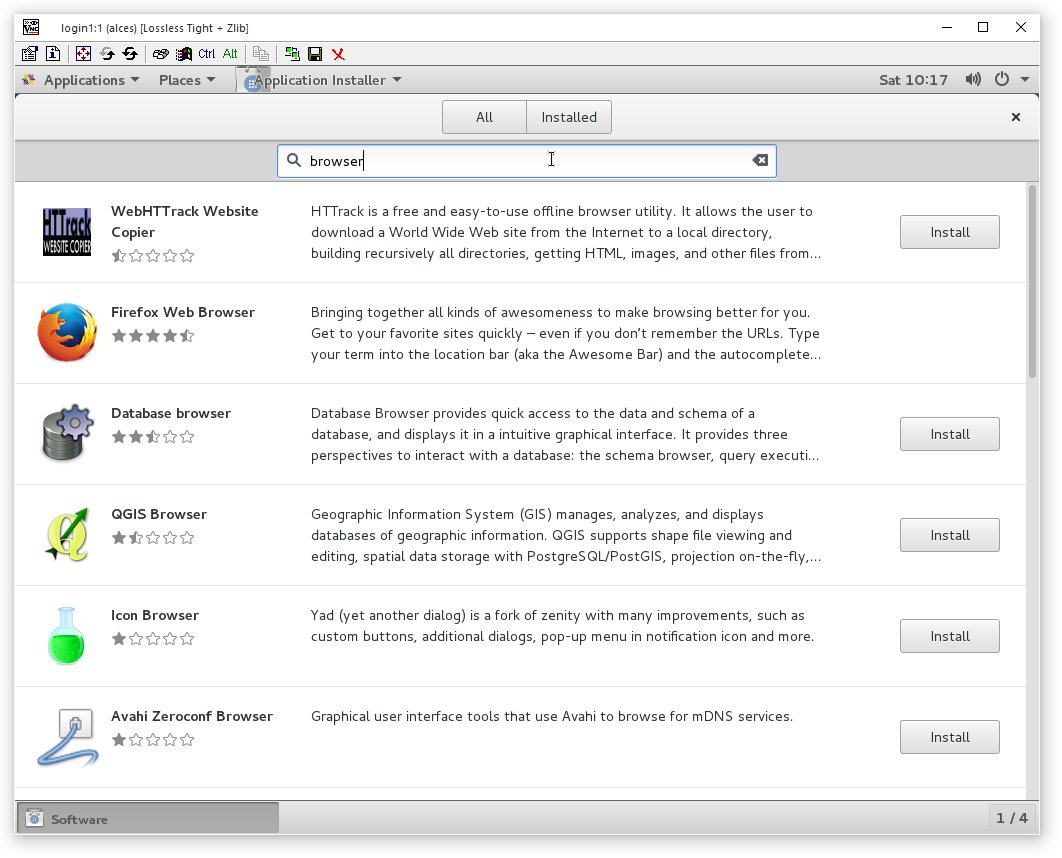 login1:1 (alces) [Lossless Tight + Zlib]
Ctrl Alt
Applications Places Application Installer Sat 10:17
All Installed
browser
HTTrack
WEBSITE COPIER
WebHTTrack Website
Copier
HTTrack is a free and easy-to-use offline browser utility. It allows the user to
download a World Wide Web site from the Internet to a local directory,
building recursively all directories, getting HTML, images, and other files from...
Install
Firefox Web Browser
Bringing together all kinds of awesomeness to make browsing better for you.
Get to your favorite sites quickly – even if you don’t remember the URLs. Type
your term into the location bar (aka the Awesome Bar) and the autocomplete...
Database browser
Database Browser provides quick access to the data and schema of a
database, and displays it in a intuitive graphical interface. It provides three
perspectives to interact with a database: the schema browser, query executi...
Install
QGIS Browser
Geographic Information System (GIS) manages, analyzes, and displays
databases of geographic information. QGIS supports shape file viewing and
editing, spatial data storage with PostgreSQL/PostGIS, projection on-the-fly,...
Install
Icon Browser
Yad (yet another dialog) is a fork of zenity with many improvements, such as
custom buttons, additional dialogs, pop-up menu in notification icon and more.
Install
Avahi Zeroconf Browser
Graphical user interface tools that use Avahi to browse for mDNS services.
Install
Software
1 / 4